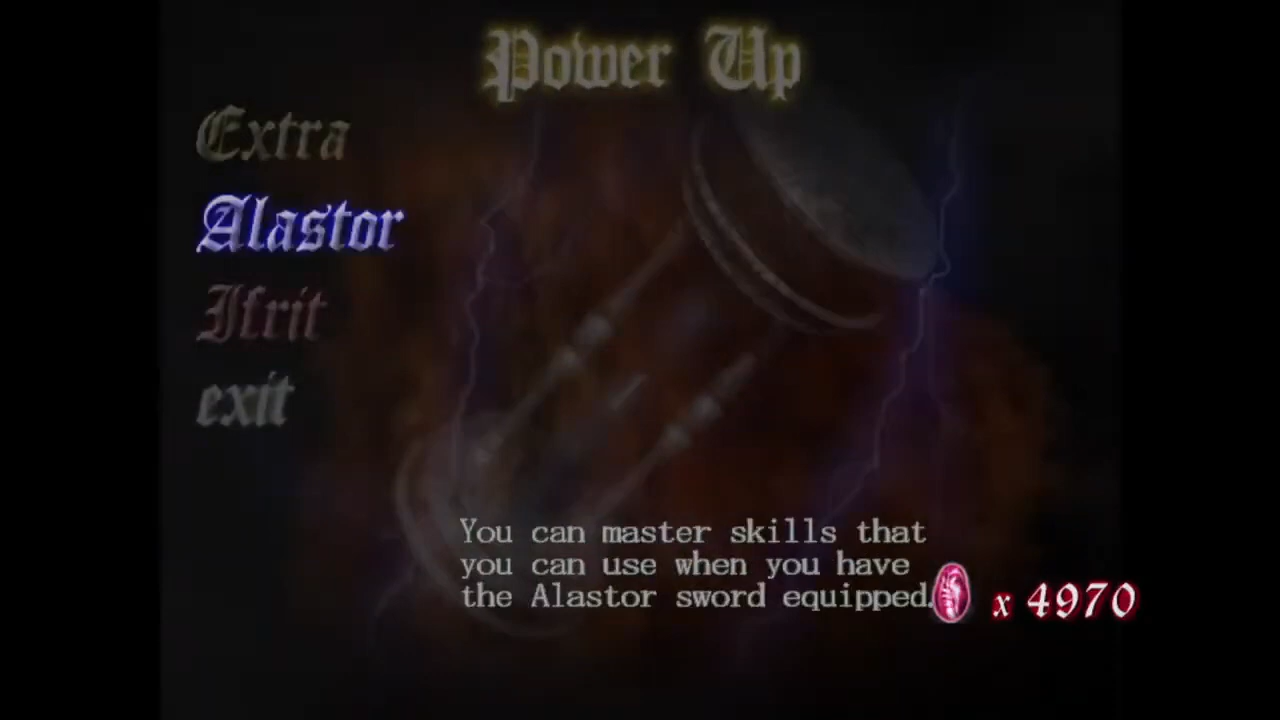 Power Up
Extra
Alastor
Ifrit
exit
You can master skills that
you can use when you have
the Alastor sword equipped.
x 4970